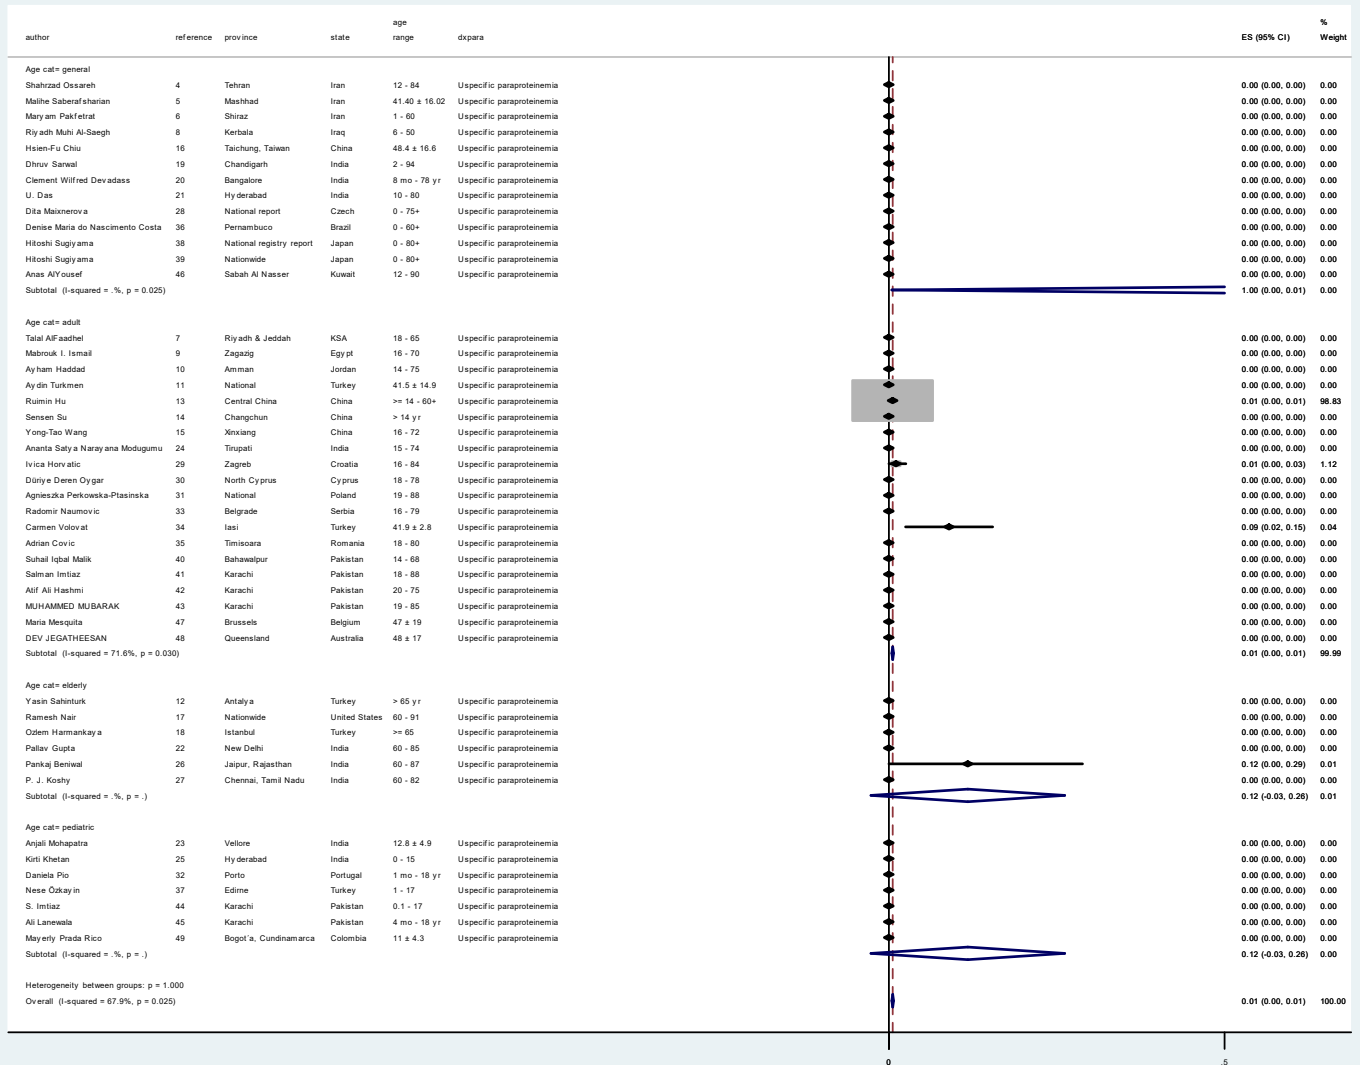 age %
author reference province state range dxpara ES (95% CI) Weight
Age cat= general
Shahrzad Ossareh 4 Tehran Iran 12 - 84 Uspecific paraproteinemia 0.00 (0.00, 0.00) 0.00
Malihe Saberafsharian 5 Mashhad Iran 41.40 ± 16.02 Uspecific paraproteinemia 0.00 (0.00, 0.00) 0.00
Maryam Pakfetrat 6 Shiraz Iran 1 - 60 Uspecific paraproteinemia 0.00 (0.00, 0.00) 0.00
Riyadh Muhi Al-Saegh 8 Kerbala Iraq 6 - 50 Uspecific paraproteinemia 0.00 (0.00, 0.00) 0.00
Hsien-Fu Chiu 16 Taichung, Taiwan China 48.4 ± 16.6 Uspecific paraproteinemia 0.00 (0.00, 0.00) 0.00
Dhruv Sarwal 19 Chandigarh India 2 - 94 Uspecific paraproteinemia 0.00 (0.00, 0.00) 0.00
Clement Wilfred Devadass 20 Bangalore India 8 mo - 78 yr Uspecific paraproteinemia 0.00 (0.00, 0.00) 0.00
U. Das 21 Hyderabad India 10 - 80 Uspecific paraproteinemia 0.00 (0.00, 0.00) 0.00
Dita Maixnerova 28 National report Czech 0 - 75+ Uspecific paraproteinemia 0.00 (0.00, 0.00) 0.00
Denise Maria do Nascimento Costa 36 Pernambuco Brazil 0 - 60+ Uspecific paraproteinemia 0.00 (0.00, 0.00) 0.00
Hitoshi Sugiyama 38 National registry report Japan 0 - 80+ Uspecific paraproteinemia 0.00 (0.00, 0.00) 0.00
Hitoshi Sugiyama 39 Nationwide Japan 0 - 80+ Uspecific paraproteinemia 0.00 (0.00, 0.00) 0.00
Anas AlYousef 46 Sabah Al Nasser Kuwait 12 - 90 Uspecific paraproteinemia 0.00 (0.00, 0.00) 0.00
Subtotal (I-squared = .%, p = 0.025) 1.00 (0.00, 0.01) 0.00
Age cat= adult
Talal AlFaadhel 7 Riyadh & Jeddah KSA 18 - 65 Uspecific paraproteinemia 0.00 (0.00, 0.00) 0.00
Mabrouk I. Ismail 9 Zagazig Egypt 16 - 70 Uspecific paraproteinemia 0.00 (0.00, 0.00) 0.00
Ayham Haddad 10 Amman Jordan 14 - 75 Uspecific paraproteinemia 0.00 (0.00, 0.00) 0.00
Aydin Turkmen 11 National Turkey 41.5 ± 14.9 Uspecific paraproteinemia 0.00 (0.00, 0.00) 0.00
Ruimin Hu 13 Central China China >= 14 - 60+ Uspecific paraproteinemia 0.01 (0.00, 0.01) 98.83
Sensen Su 14 Changchun China > 14 yr Uspecific paraproteinemia 0.00 (0.00, 0.00) 0.00
Yong-Tao Wang 15 Xinxiang China 16 - 72 Uspecific paraproteinemia 0.00 (0.00, 0.00) 0.00
Ananta Satya Narayana Modugumu 24 Tirupati India 15 - 74 Uspecific paraproteinemia 0.00 (0.00, 0.00) 0.00
Ivica Horvatic 29 Zagreb Croatia 16 - 84 Uspecific paraproteinemia 0.01 (0.00, 0.03) 1.12
Düriye Deren Oygar 30 North Cyprus Cyprus 18 - 78 Uspecific paraproteinemia 0.00 (0.00, 0.00) 0.00
Agnieszka Perkowska-Ptasinska 31 National Poland 19 - 88 Uspecific paraproteinemia 0.00 (0.00, 0.00) 0.00
Radomir Naumovic 33 Belgrade Serbia 16 - 79 Uspecific paraproteinemia 0.00 (0.00, 0.00) 0.00
Carmen Volovat 34 Iasi Turkey 41.9 ± 2.8 Uspecific paraproteinemia 0.09 (0.02, 0.15) 0.04
Adrian Covic 35 Timisoara Romania 18 - 80 Uspecific paraproteinemia 0.00 (0.00, 0.00) 0.00
Suhail Iqbal Malik 40 Bahawalpur Pakistan 14 - 68 Uspecific paraproteinemia 0.00 (0.00, 0.00) 0.00
Salman Imtiaz 41 Karachi Pakistan 18 - 88 Uspecific paraproteinemia 0.00 (0.00, 0.00) 0.00
Atif Ali Hashmi 42 Karachi Pakistan 20 - 75 Uspecific paraproteinemia 0.00 (0.00, 0.00) 0.00
MUHAMMED MUBARAK 43 Karachi Pakistan 19 - 85 Uspecific paraproteinemia 0.00 (0.00, 0.00) 0.00
Maria Mesquita 47 Brussels Belgium 47 ± 19 Uspecific paraproteinemia 0.00 (0.00, 0.00) 0.00
DEV JEGATHEESAN 48 Queensland Australia 48 ± 17 Uspecific paraproteinemia 0.00 (0.00, 0.00) 0.00
Subtotal (I-squared = 71.6%, p = 0.030) 0.01 (0.00, 0.01) 99.99
Age cat= elderly
Yasin Sahinturk 12 Antalya Turkey > 65 yr Uspecific paraproteinemia 0.00 (0.00, 0.00) 0.00
Ramesh Nair 17 Nationwide United States 60 - 91 Uspecific paraproteinemia 0.00 (0.00, 0.00) 0.00
Ozlem Harmankaya 18 Istanbul Turkey >= 65 Uspecific paraproteinemia 0.00 (0.00, 0.00) 0.00
Pallav Gupta 22 New Delhi India 60 - 85 Uspecific paraproteinemia 0.00 (0.00, 0.00) 0.00
Pankaj Beniwal 26 Jaipur, Rajasthan India 60 - 87 Uspecific paraproteinemia 0.12 (0.00, 0.29) 0.01
P. J. Koshy 27 Chennai, Tamil Nadu India 60 - 82 Uspecific paraproteinemia 0.00 (0.00, 0.00) 0.00
Subtotal (I-squared = .%, p = .) 0.12 (-0.03, 0.26) 0.01
Age cat= pediatric
Anjali Mohapatra 23 Vellore India 12.8 ± 4.9 Uspecific paraproteinemia 0.00 (0.00, 0.00) 0.00
Kirti Khetan 25 Hyderabad India 0 - 15 Uspecific paraproteinemia 0.00 (0.00, 0.00) 0.00
Daniela Pio 32 Porto Portugal 1 mo - 18 yr Uspecific paraproteinemia 0.00 (0.00, 0.00) 0.00
Nese Özkayin 37 Edirne Turkey 1 - 17 Uspecific paraproteinemia 0.00 (0.00, 0.00) 0.00
S. Imtiaz 44 Karachi Pakistan 0.1 - 17 Uspecific paraproteinemia 0.00 (0.00, 0.00) 0.00
Ali Lanewala 45 Karachi Pakistan 4 mo - 18 yr Uspecific paraproteinemia 0.00 (0.00, 0.00) 0.00
Mayerly Prada Rico 49 Bogot´a, Cundinamarca Colombia 11 ± 4.3 Uspecific paraproteinemia 0.00 (0.00, 0.00) 0.00
Subtotal (I-squared = .%, p = .) 0.12 (-0.03, 0.26) 0.00
Heterogeneity between groups: p = 1.000
Overall (I-squared = 67.9%, p = 0.025) 0.01 (0.00, 0.01) 100.00
0 .5